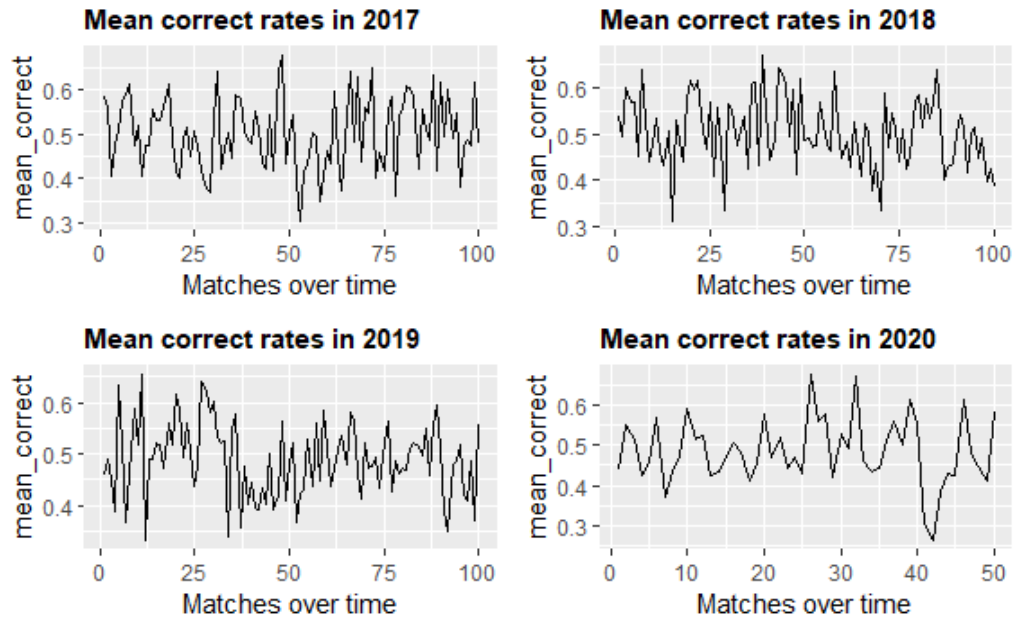 Mean correct rates in 2017
mean_correct
0.6
0.5
0.4
0.3
0 25 50 75 100
Matches over time
Mean correct rates in 2018
mean_correct
0.6
0.5
0.4
0.3
0 25 50 75 100
Matches over time
Mean correct rates in 2019
mean_correct
0.6
0.5
0.4
0 25 50 75 100
Matches over time
Mean correct rates in 2020
mean_correct
0.6
0.5
0.4
0.3
0 10 20 30 40 50
Matches over time